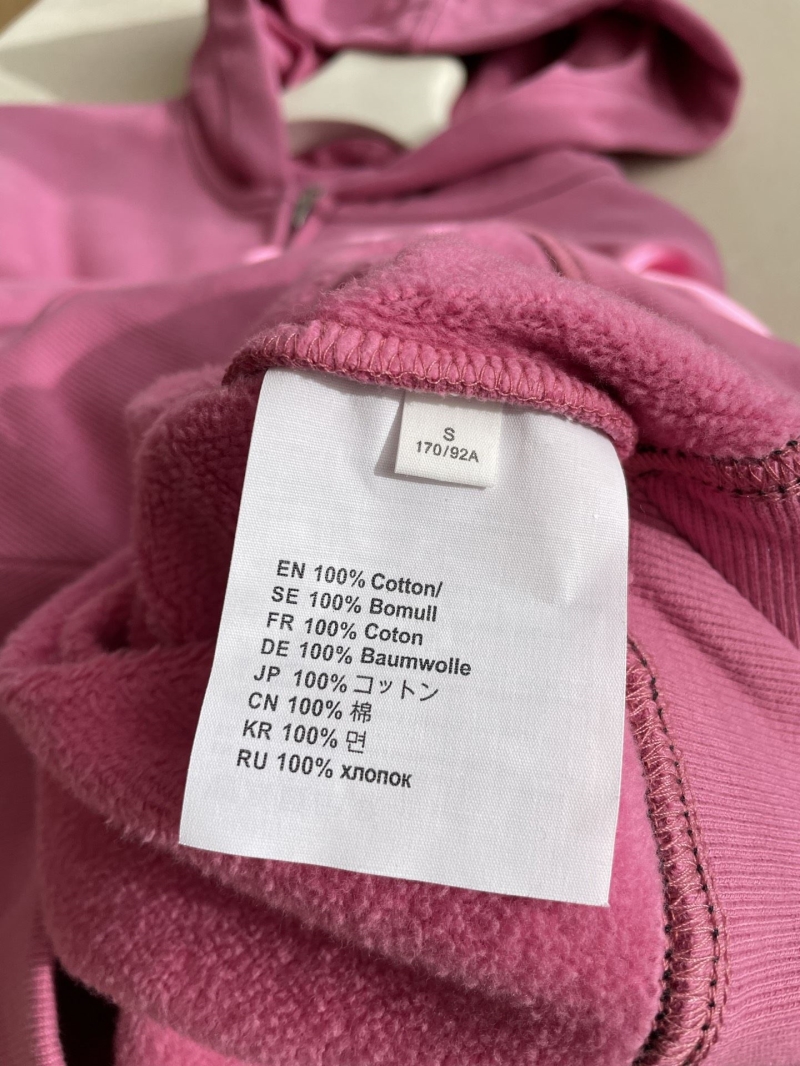 S
170/92A
EN 100% Cotton/
SE 100% Bomull
FR 100% Coton
DE 100% Baumwolle
JP 100% コットン
CN 100% 棉
KR 100% 면
RU 100% хлопок